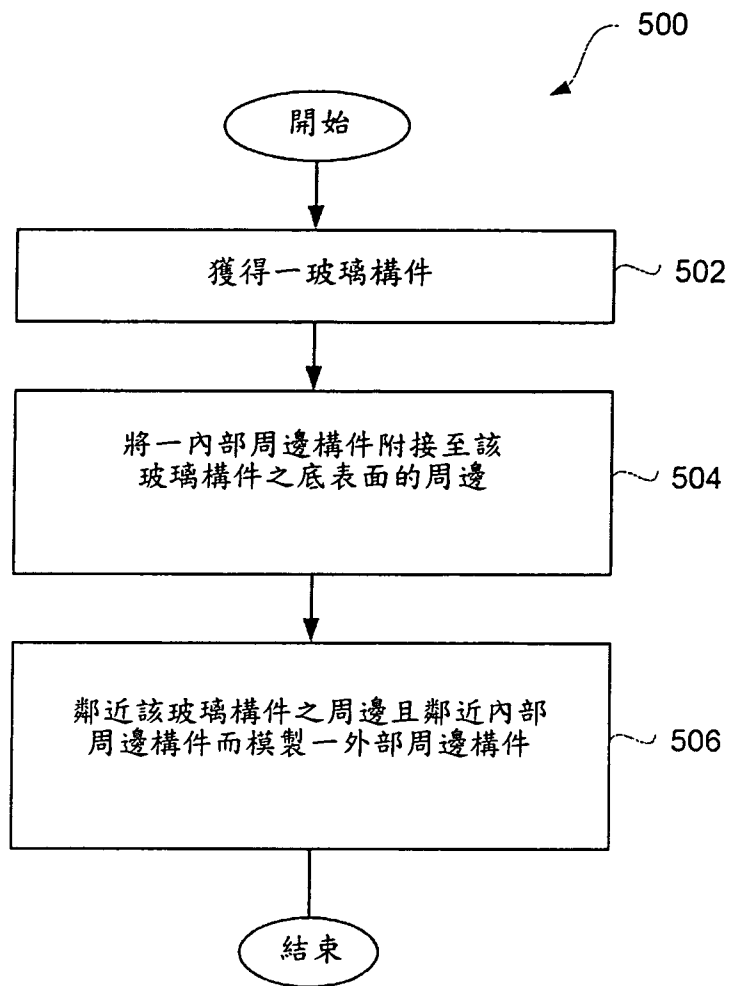 500
開始
獲得一玻璃構件
502
將一內部周邊構件附接至該
玻璃構件之底表面的周邊
504
鄰近該玻璃構件之周邊且鄰近內部
周邊構件而模製一外部周邊構件
506
結束